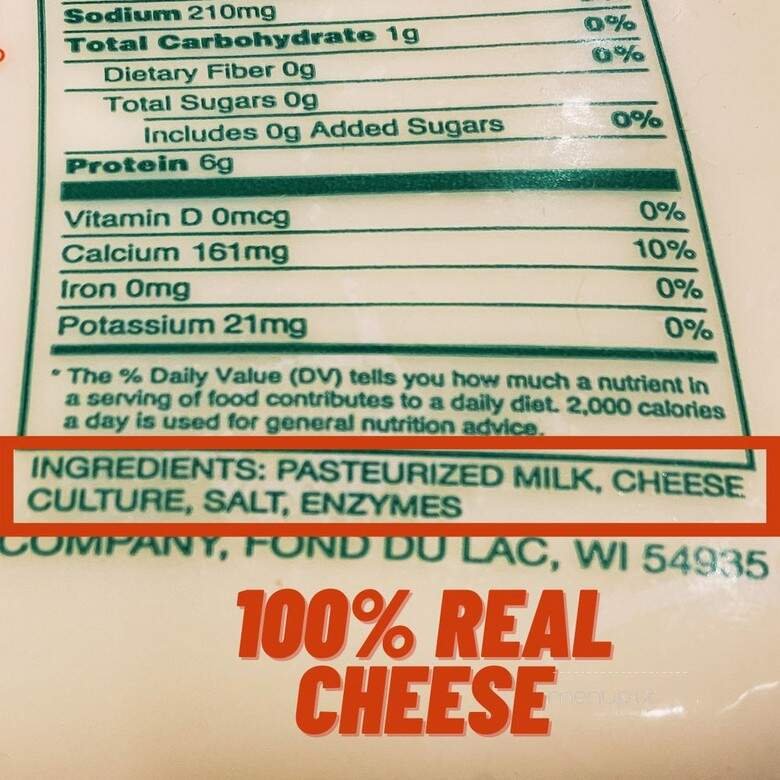 Sodium 210mg
Total Carbohydrate 1g 0%
Dietary Fiber 0g 0%
Total Sugars 0g
Includes 0g Added Sugars 0%
Protein 6g
Vitamin D 0mcg 0%
Calcium 161mg 10%
Iron 0mg 0%
Potassium 21mg 0%
* The % Daily Value (DV) tells you how much a nutrient in
a serving of food contributes to a daily diet. 2,000 calories
a day is used for general nutrition advice.
INGREDIENTS: PASTEURIZED MILK, CHEESE
CULTURE, SALT, ENZYMES
COMPANY, FOND DU LAC, WI 54935
100% REAL
CHEESE